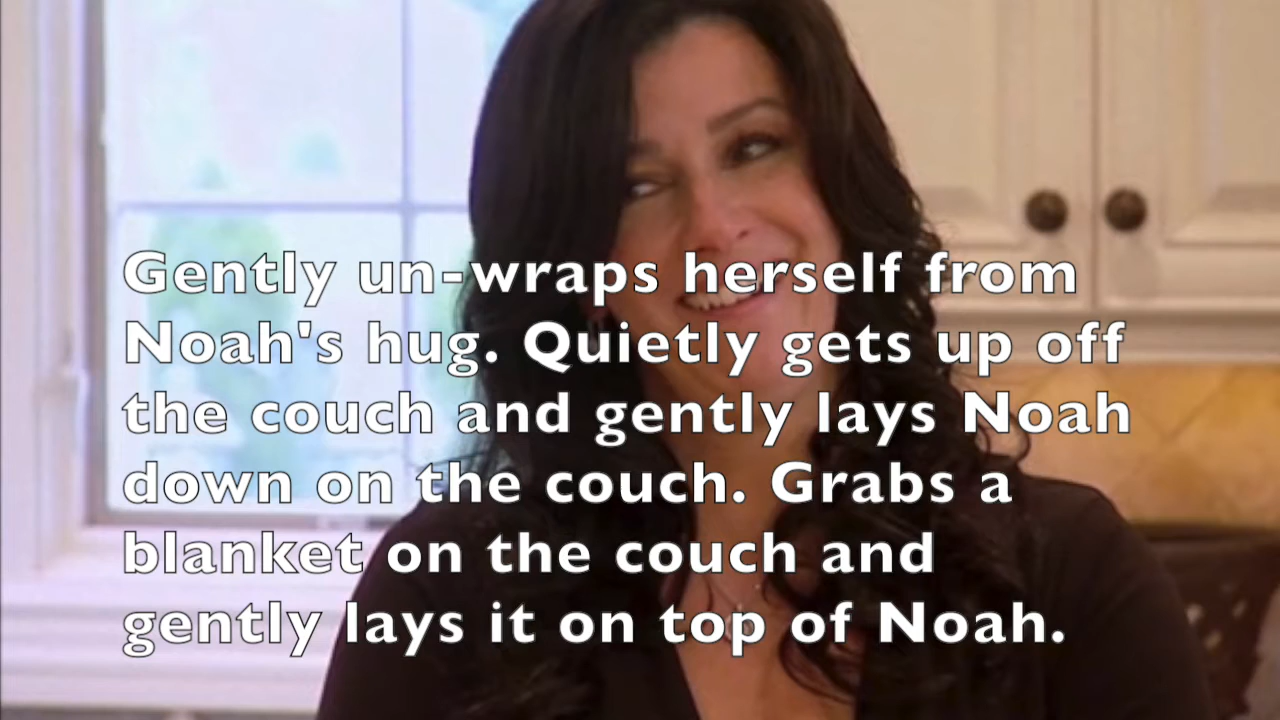 Gently un-wraps herself from
Noah's hug. Quietly gets up off
the couch and gently lays Noah
down on the couch. Grabs a
blanket on the couch and
gently lays it on top of Noah.